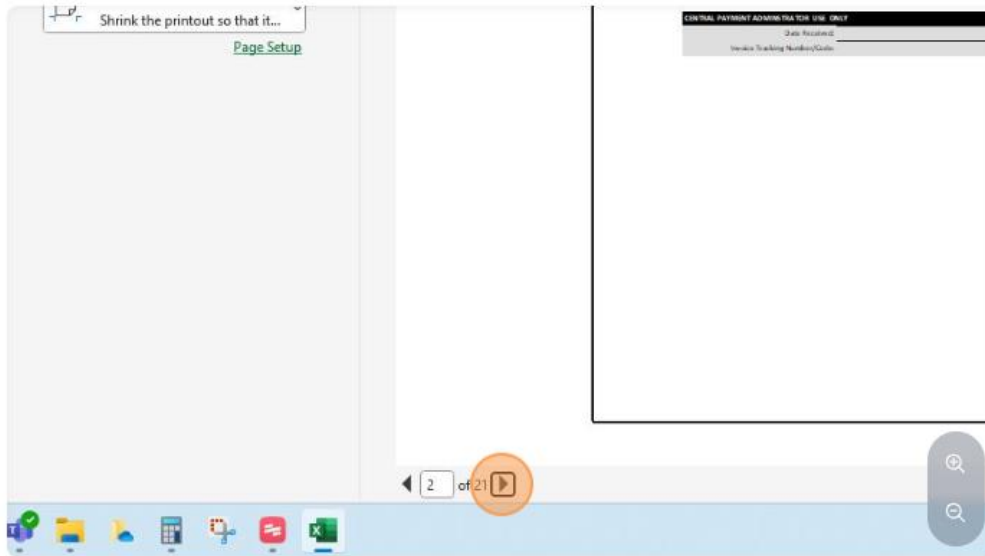 Shrink the printout so that it...
Page Setup
CENTRAL PAYMENT ADMINISTRATOR USE ONLY
Date Received:
Invoice Tracking Number/Code:
2 of 21